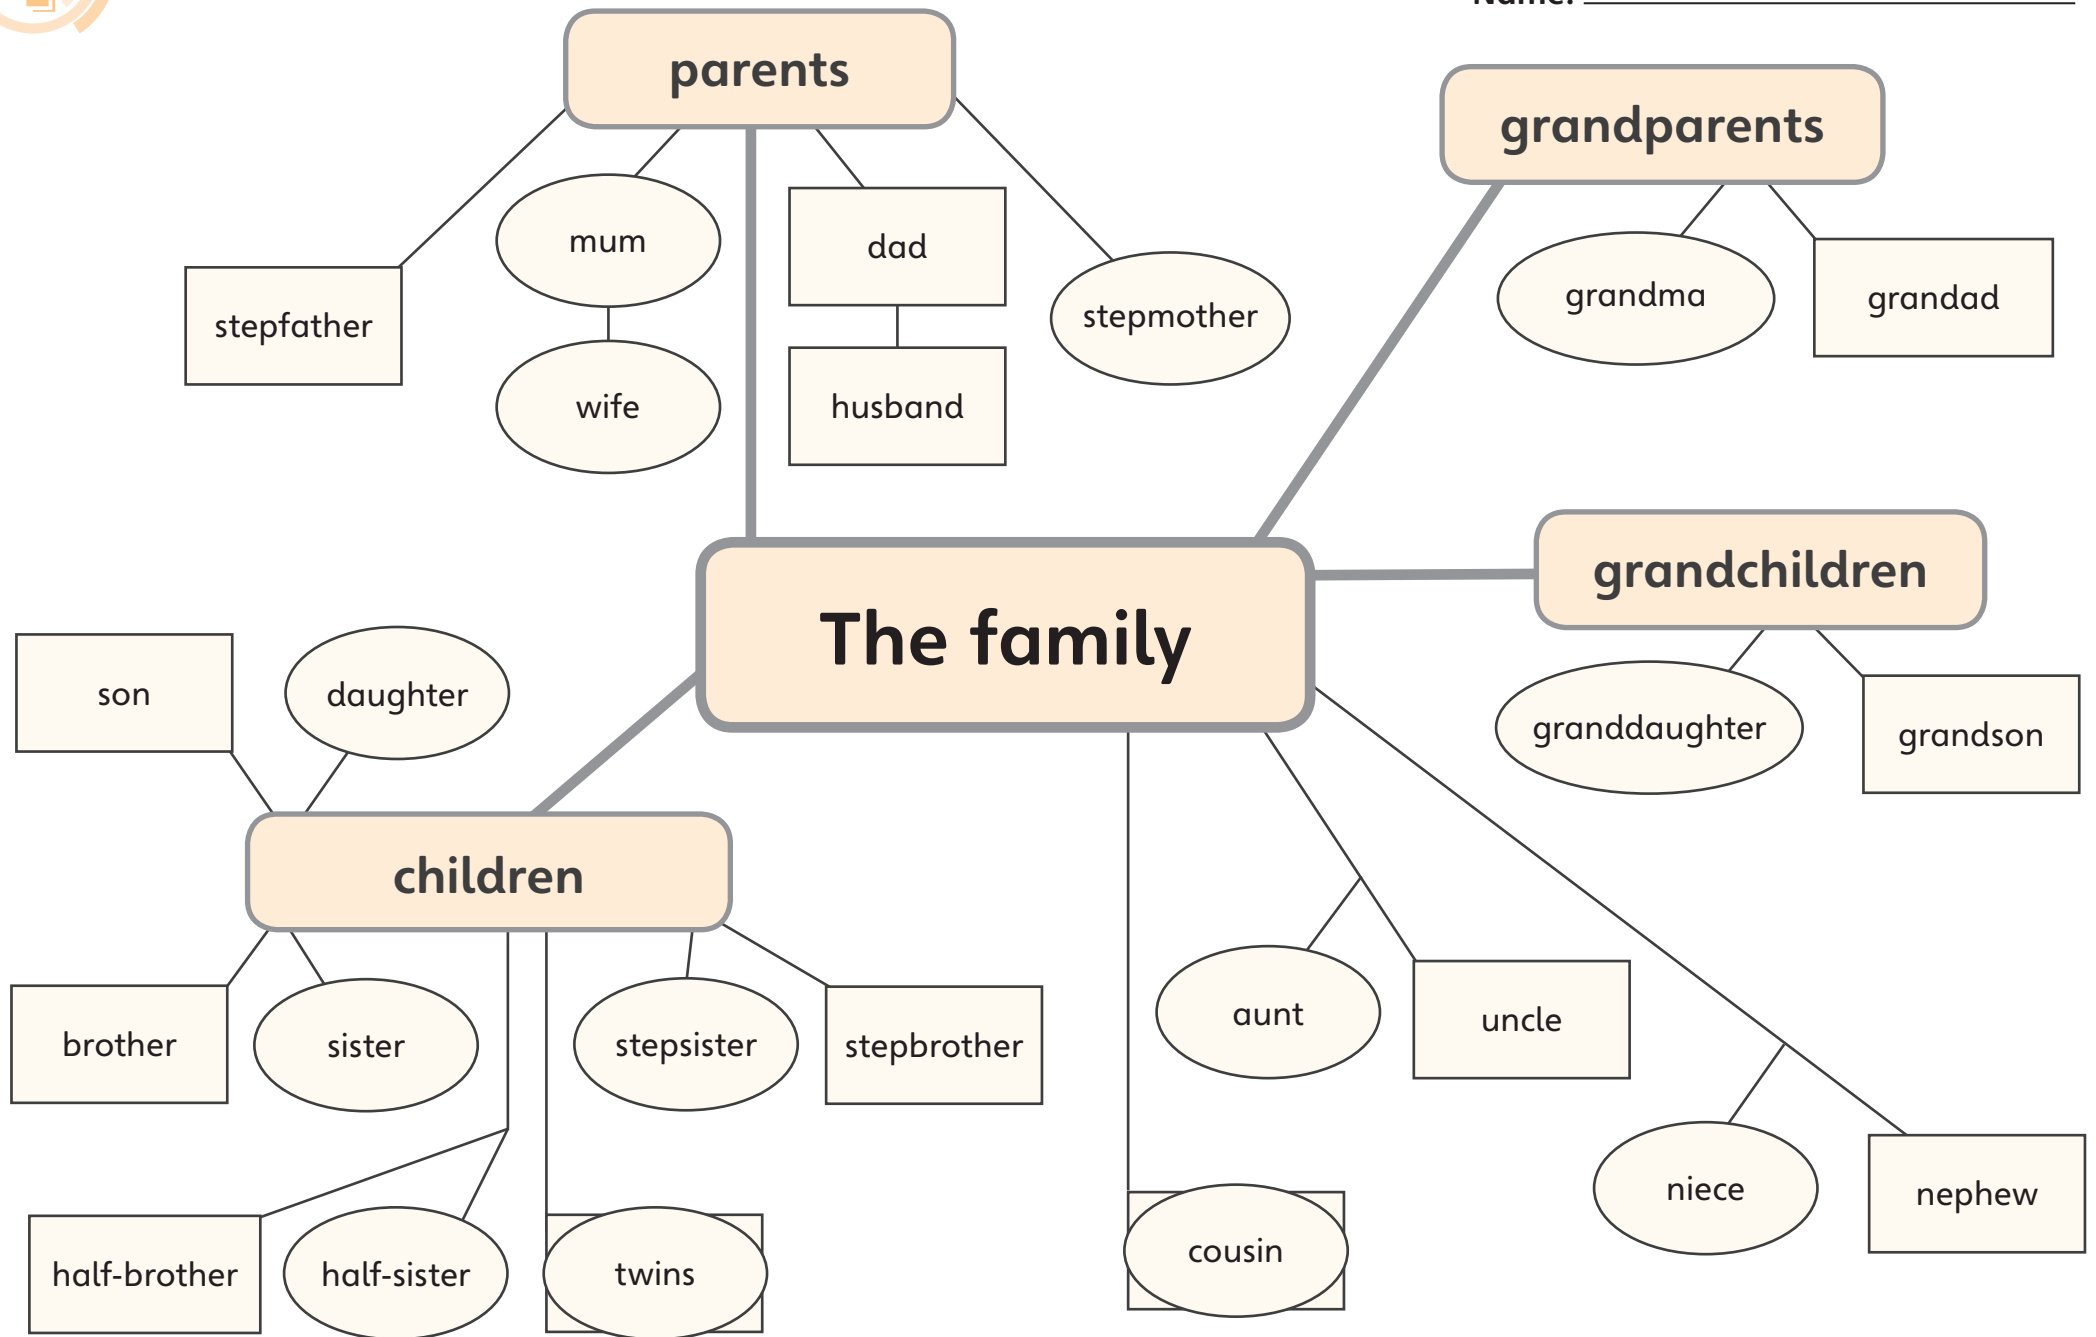 Name:
parents
grandparents
mum
dad
stepfather
stepmother
grandma
grandad
wife
husband
The family
grandchildren
son
daughter
granddaughter
grandson
children
brother
sister
stepsister
stepbrother
aunt
uncle
half-brother
half-sister
twins
cousin
niece
nephew